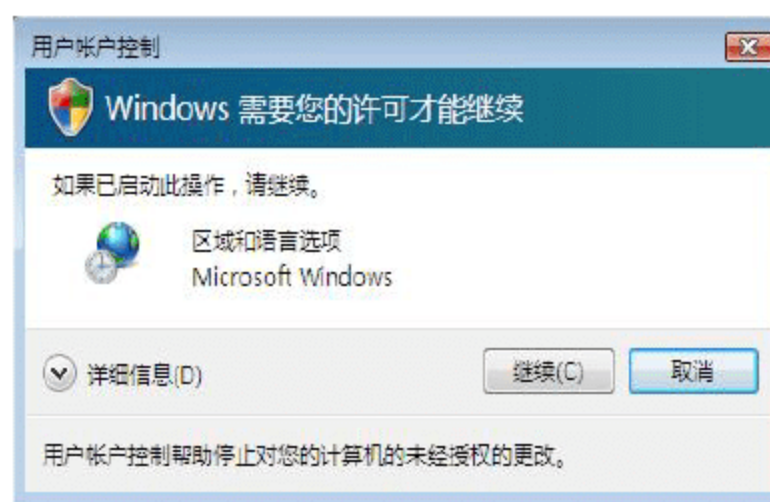 用户帐户控制
Windows 需要您的许可才能继续
如果已启动此操作，请继续。
区域和语言选项
Microsoft Windows
详细信息(D)
继续(C)
取消
用户帐户控制帮助停止对您的计算机的未经授权的更改。